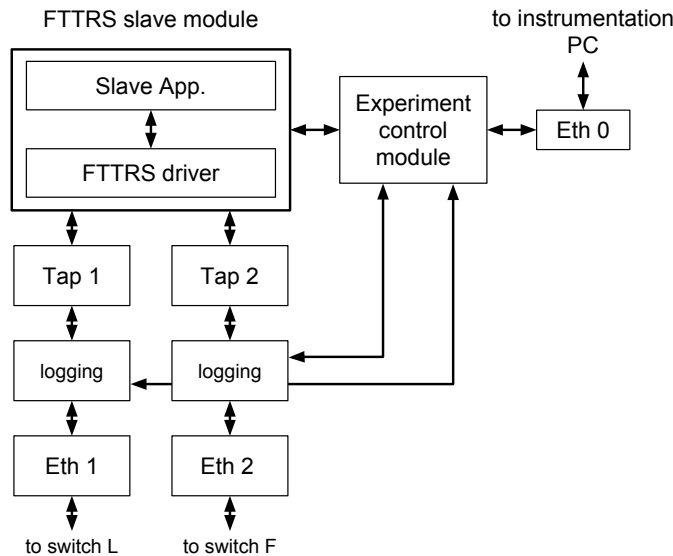 FTTRS slave module
to instrumentation
PC
Slave App.
FTTRS driver
Experiment
control
module
Eth 0
Tap 1
Tap 2
logging
logging
Eth 1
Eth 2
to switch L
to switch F